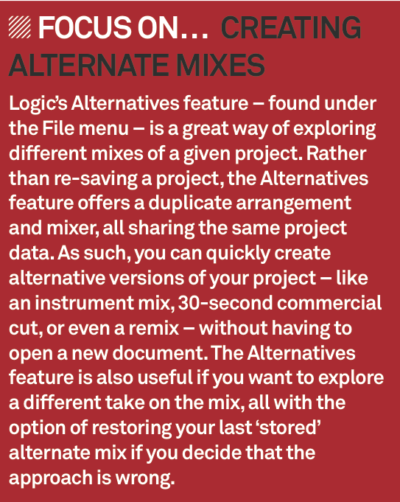 FOCUS ON... CREATING
ALTERNATE MIXES
Logic's Alternatives feature – found under
the File menu – is a great way of exploring
different mixes of a given project. Rather
than re-saving a project, the Alternatives
feature offers a duplicate arrangement
and mixer, all sharing the same project
data. As such, you can quickly create
alternative versions of your project – like
an instrument mix, 30-second commercial
cut, or even a remix – without having to
open a new document. The Alternatives
feature is also useful if you want to explore
a different take on the mix, all with the
option of restoring your last ‘stored’
alternate mix if you decide that the
approach is wrong.